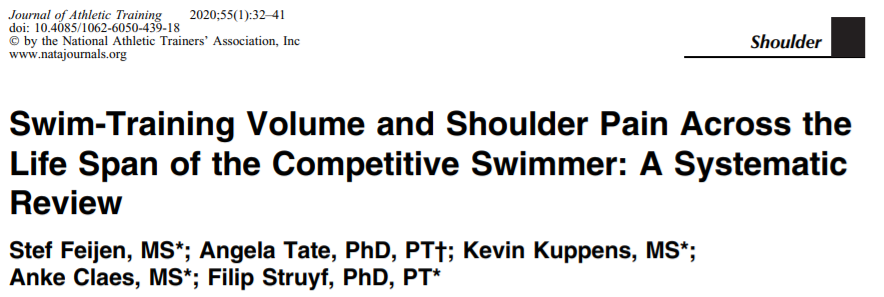 Journal of Athletic Training 2020;55(1):32–41
doi: 10.4085/1062-6050-439-18
© by the National Athletic Trainers' Association, Inc
www.natajournals.org
Shoulder
Swim-Training Volume and Shoulder Pain Across the
Life Span of the Competitive Swimmer: A Systematic
Review
Stef Feijen, MS*; Angela Tate, PhD, PT†; Kevin Kuppens, MS*;
Anke Claes, MS*; Filip Struyf, PhD, PT*